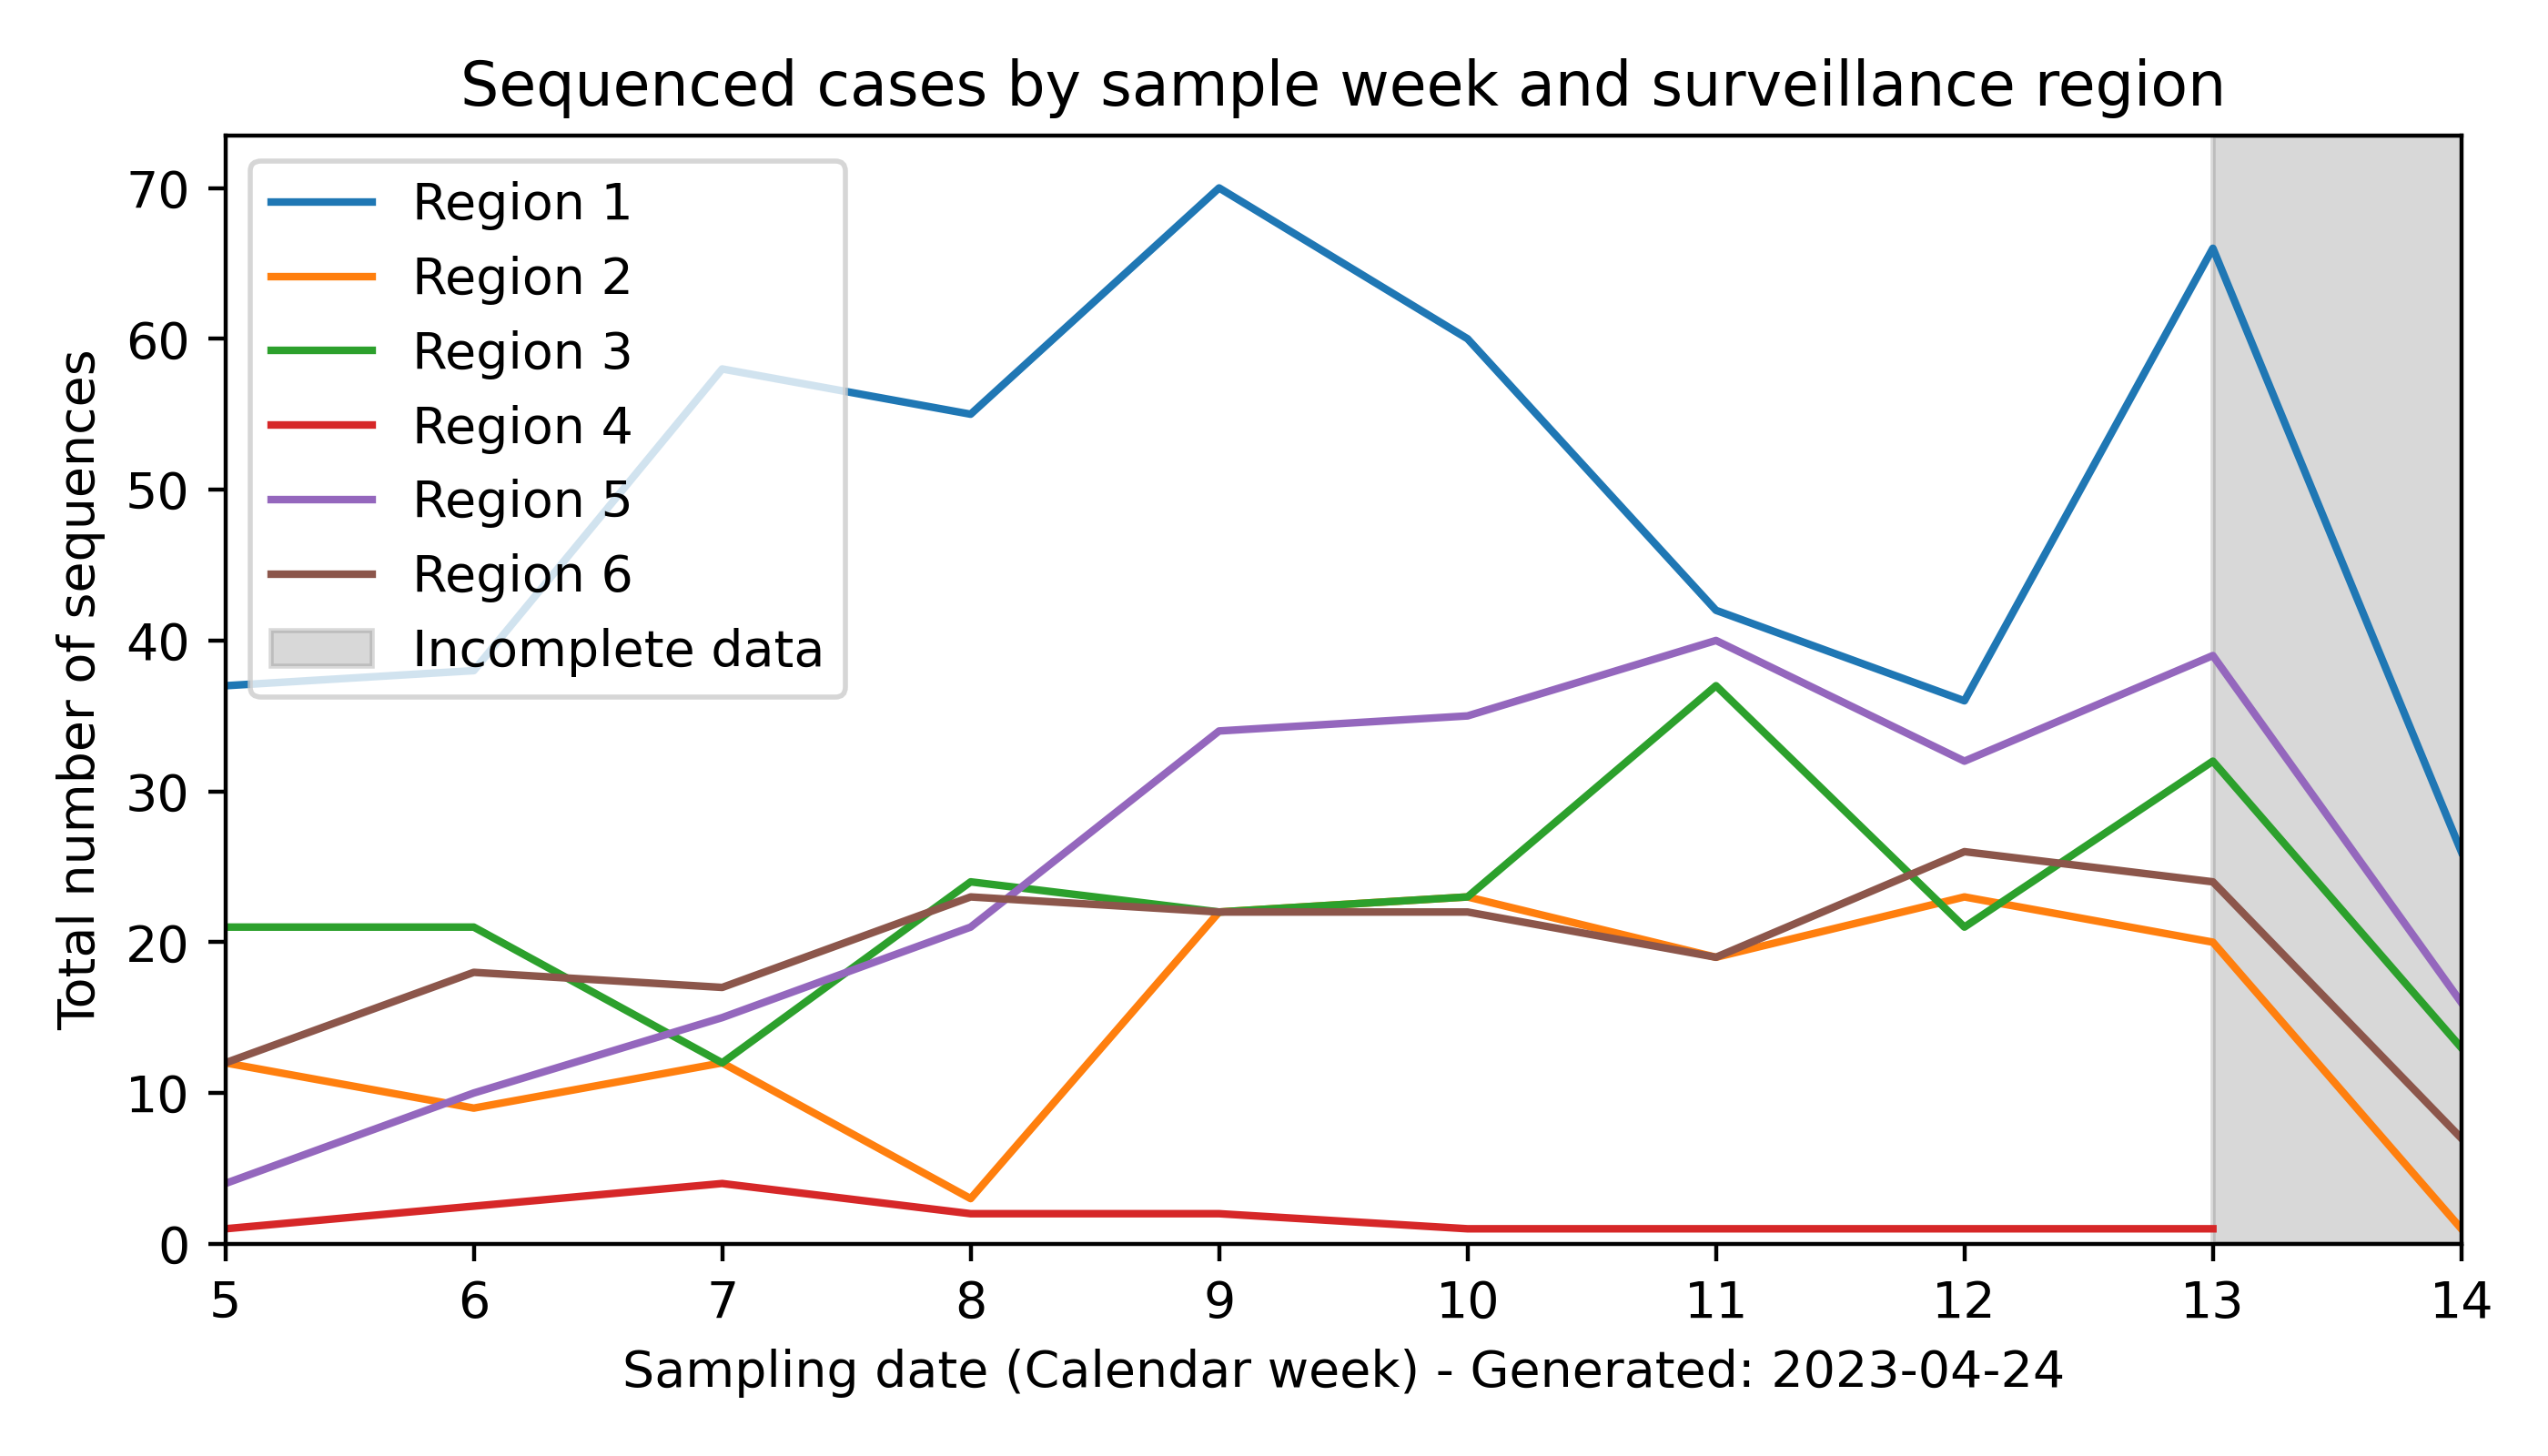 Sequenced cases by sample week and surveillance region
Total number of sequences
70
60
50
40
30
20
10
0
Region 1
Region 2
Region 3
Region 4
Region 5
Region 6
Incomplete data
5 6 7 8 9 10 11 12 13 14
Sampling date (Calendar week) - Generated: 2023-04-24